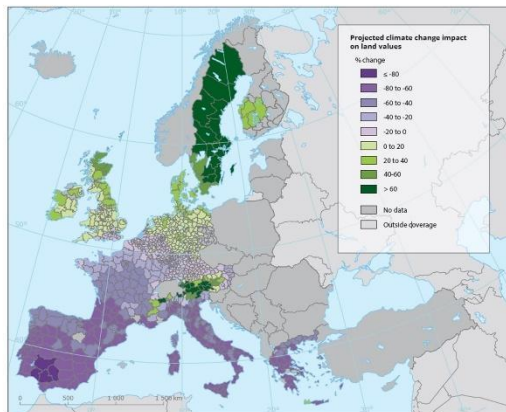 Projected climate change impact
on land values
% change
≤ -80
-80 to -60
-60 to -40
-40 to -20
-20 to 0
0 to 20
20 to 40
40-60
> 60
No data
Outside coverage
0 500 1 000 1 500 km